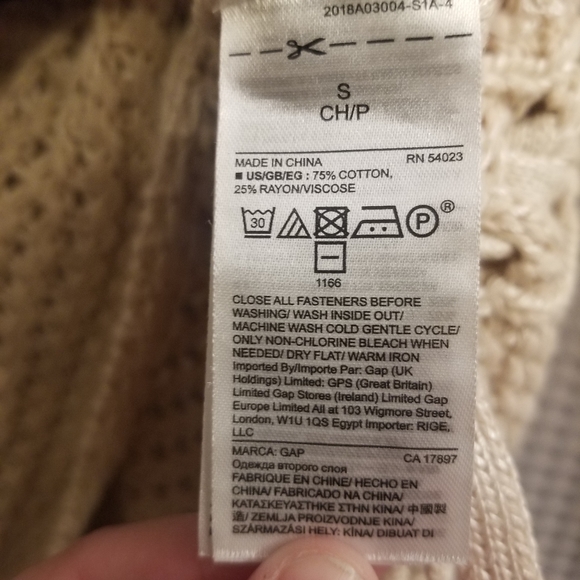 2018A03004-S1A-4
S
CH/P
MADE IN CHINA RN 54023
■ US/GB/EG : 75% COTTON,
25% RAYON/VISCOSE
30 P ®
1166
CLOSE ALL FASTENERS BEFORE
WASHING/ WASH INSIDE OUT/
MACHINE WASH COLD GENTLE CYCLE/
ONLY NON-CHLORINE BLEACH WHEN
NEEDED/ DRY FLAT/ WARM IRON
Imported By/Importe Par: Gap (UK
Holdings) Limited: GPS (Great Britain)
Limited Gap Stores (Ireland) Limited Gap
Europe Limited All at 103 Wigmore Street,
London, W1U 1QS Egypt Importer: RIGE,
LLC
MARCA: GAP CA 17897
Одежда второго слоя
FABRIQUE EN CHINE/ HECHO EN
CHINA/ FABRICADO NA CHINA/
ΚΑΤΑΣΚΕΥΑΣΤΗΚΕ ΣΤΗΝ ΚΙΝΑ/ 中國製
造/ ZEMLJA PROIZVODNJE KINA/
SZÁRMAZÁSI HELY: KÍNA/ DIBUAT DI